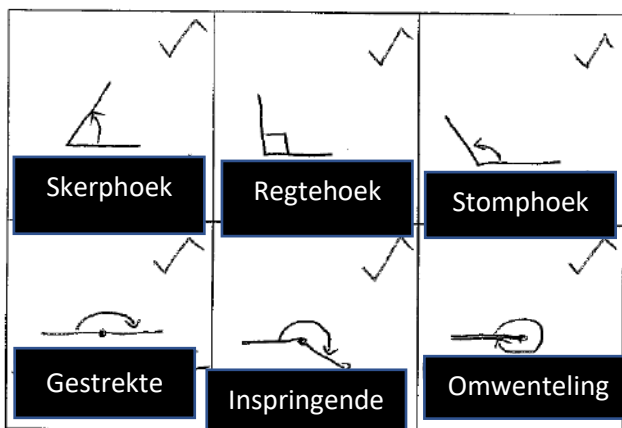 Skerphoek
Regtehoek
Stomphoek
Gestrekte
Inspringende
Omwenteling